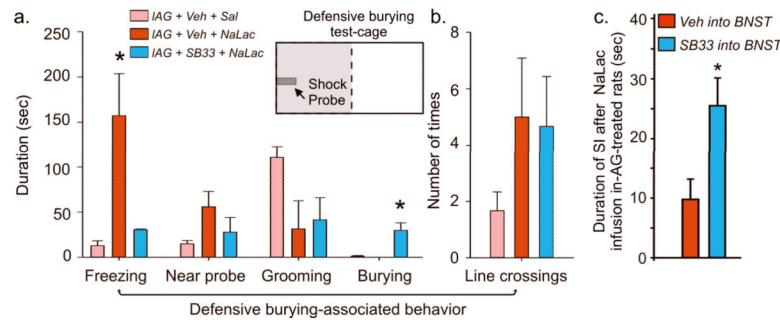 a.
IAG + Veh + Sal
IAG + Veh + NaLac
IAG + SB33 + NaLac
Defensive burying
test-cage
Shock
Probe
Duration (sec)
250
200
150
100
50
0
*
*
Freezing
Near probe
Grooming
Burying
b.
Number of times
8
6
4
2
0
Line crossings
Defensive burying-associated behavior
c.
Veh into BNST
SB33 into BNST
Duration of SI after NaLac
infusion in-AG-treated rats (sec)
40
30
20
10
0
*